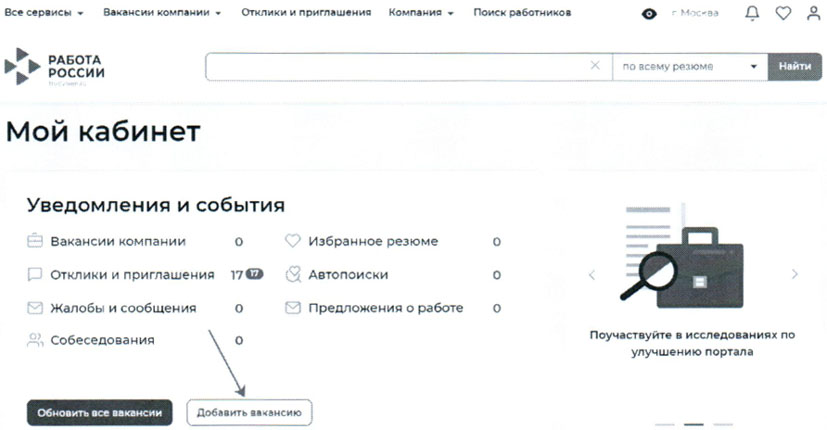 Все сервисы Вакансии компании Отклики и приглашения Компания Поиск работников г. Москва
РАБОТА
РОССИИ
по всему резюме Найти
Мой кабинет
Уведомления и события
Вакансии компании 0 Избранное резюме 0
Отклики и приглашения 17 17 Автопоиски 0
Жалобы и сообщения 0 Предложения о работе 0
Собеседования 0
Поучаствуйте в исследованиях по
улучшению портала
Обновить все вакансии Добавить вакансию